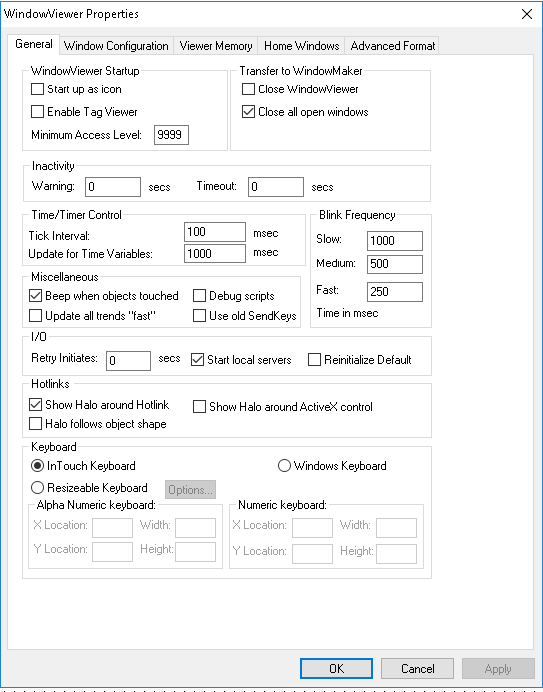 WindowViewer Properties
General Window Configuration Viewer Memory Home Windows Advanced Format
WindowViewer Startup
Start up as icon
Enable Tag Viewer
Minimum Access Level: 9999
Transfer to WindowMaker
Close WindowViewer
Close all open windows
Inactivity
Warning: 0 secs Timeout: 0 secs
Time/Timer Control
Tick Interval: 100 msec
Update for Time Variables: 1000 msec
Blink Frequency
Slow: 1000
Medium: 500
Fast: 250
Time in msec
Miscellaneous
Beep when objects touched Debug scripts
Update all trends "fast" Use old SendKeys
I/O
Retry Initiates: 0 secs Start local servers Reinitialize Default
Hotlinks
Show Halo around Hotlink Show Halo around ActiveX control
Halo follows object shape
Keyboard
InTouch Keyboard Windows Keyboard
Resizeable Keyboard Options...
Alpha Numeric keyboard:
X Location: Width:
Y Location: Height:
Numeric keyboard:
X Location: Width:
Y Location: Height:
OK Cancel Apply